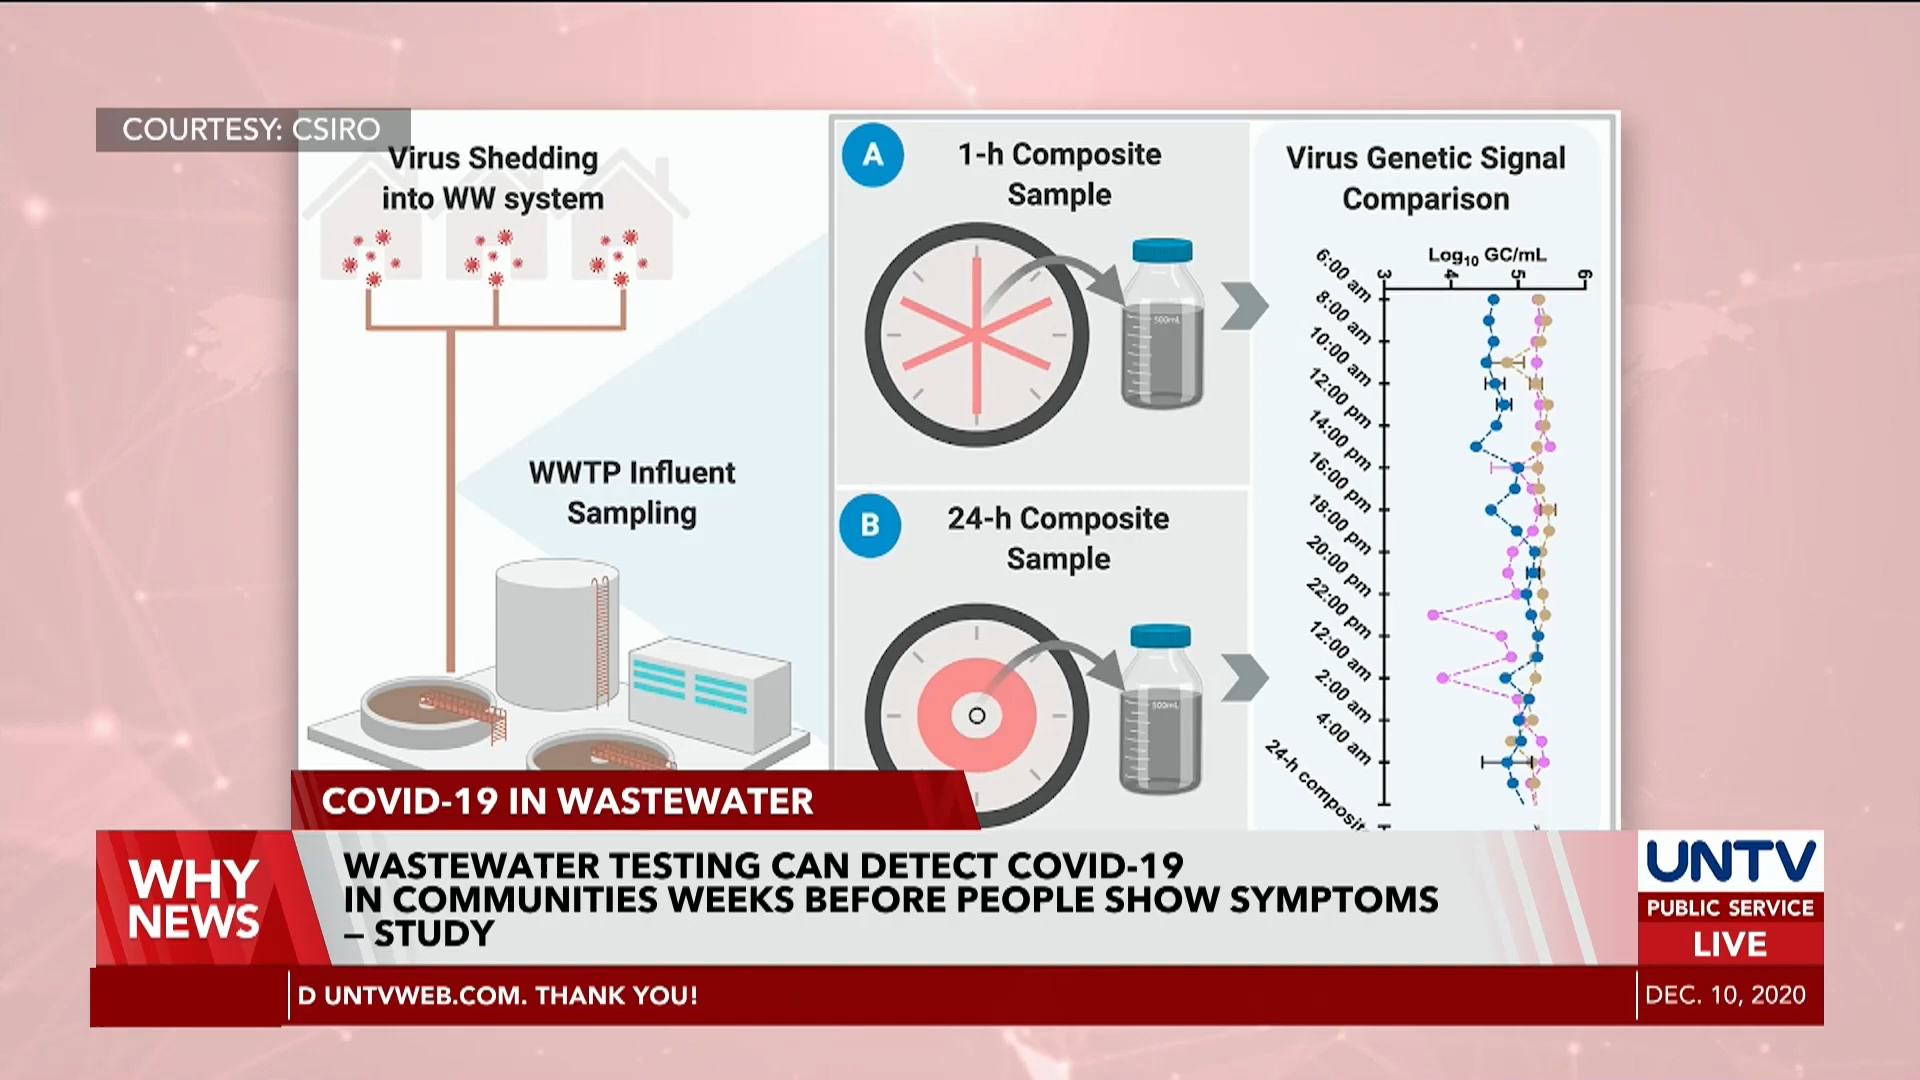 COURTESY: CSIRO
Virus Shedding
into WW system
WWTP Influent
Sampling
A
1-h Composite
Sample
500mL
B
24-h Composite
Sample
500mL
Virus Genetic Signal
Comparison
Log10 GC/mL
3 4 5 6
6:00 am
8:00 am
10:00 am
12:00 pm
14:00 pm
16:00 pm
18:00 pm
20:00 pm
22:00 pm
12:00 am
2:00 am
4:00 am
24-h composit
COVID-19 IN WASTEWATER
WHY
NEWS
WASTEWATER TESTING CAN DETECT COVID-19
IN COMMUNITIES WEEKS BEFORE PEOPLE SHOW SYMPTOMS
– STUDY
UNTV
PUBLIC SERVICE
LIVE
D UNTVWEB.COM. THANK YOU!
DEC. 10, 2020